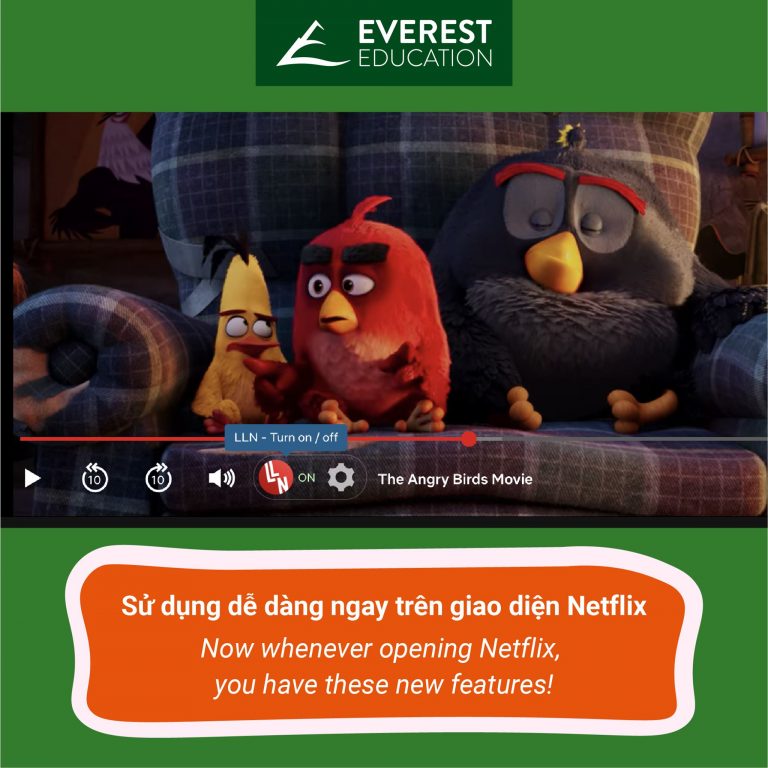 EVEREST
EDUCATION
LLN - Turn on / off
10
10
LLN
ON
The Angry Birds Movie
Sử dụng dễ dàng ngay trên giao diện Netflix
Now whenever opening Netflix,
you have these new features!